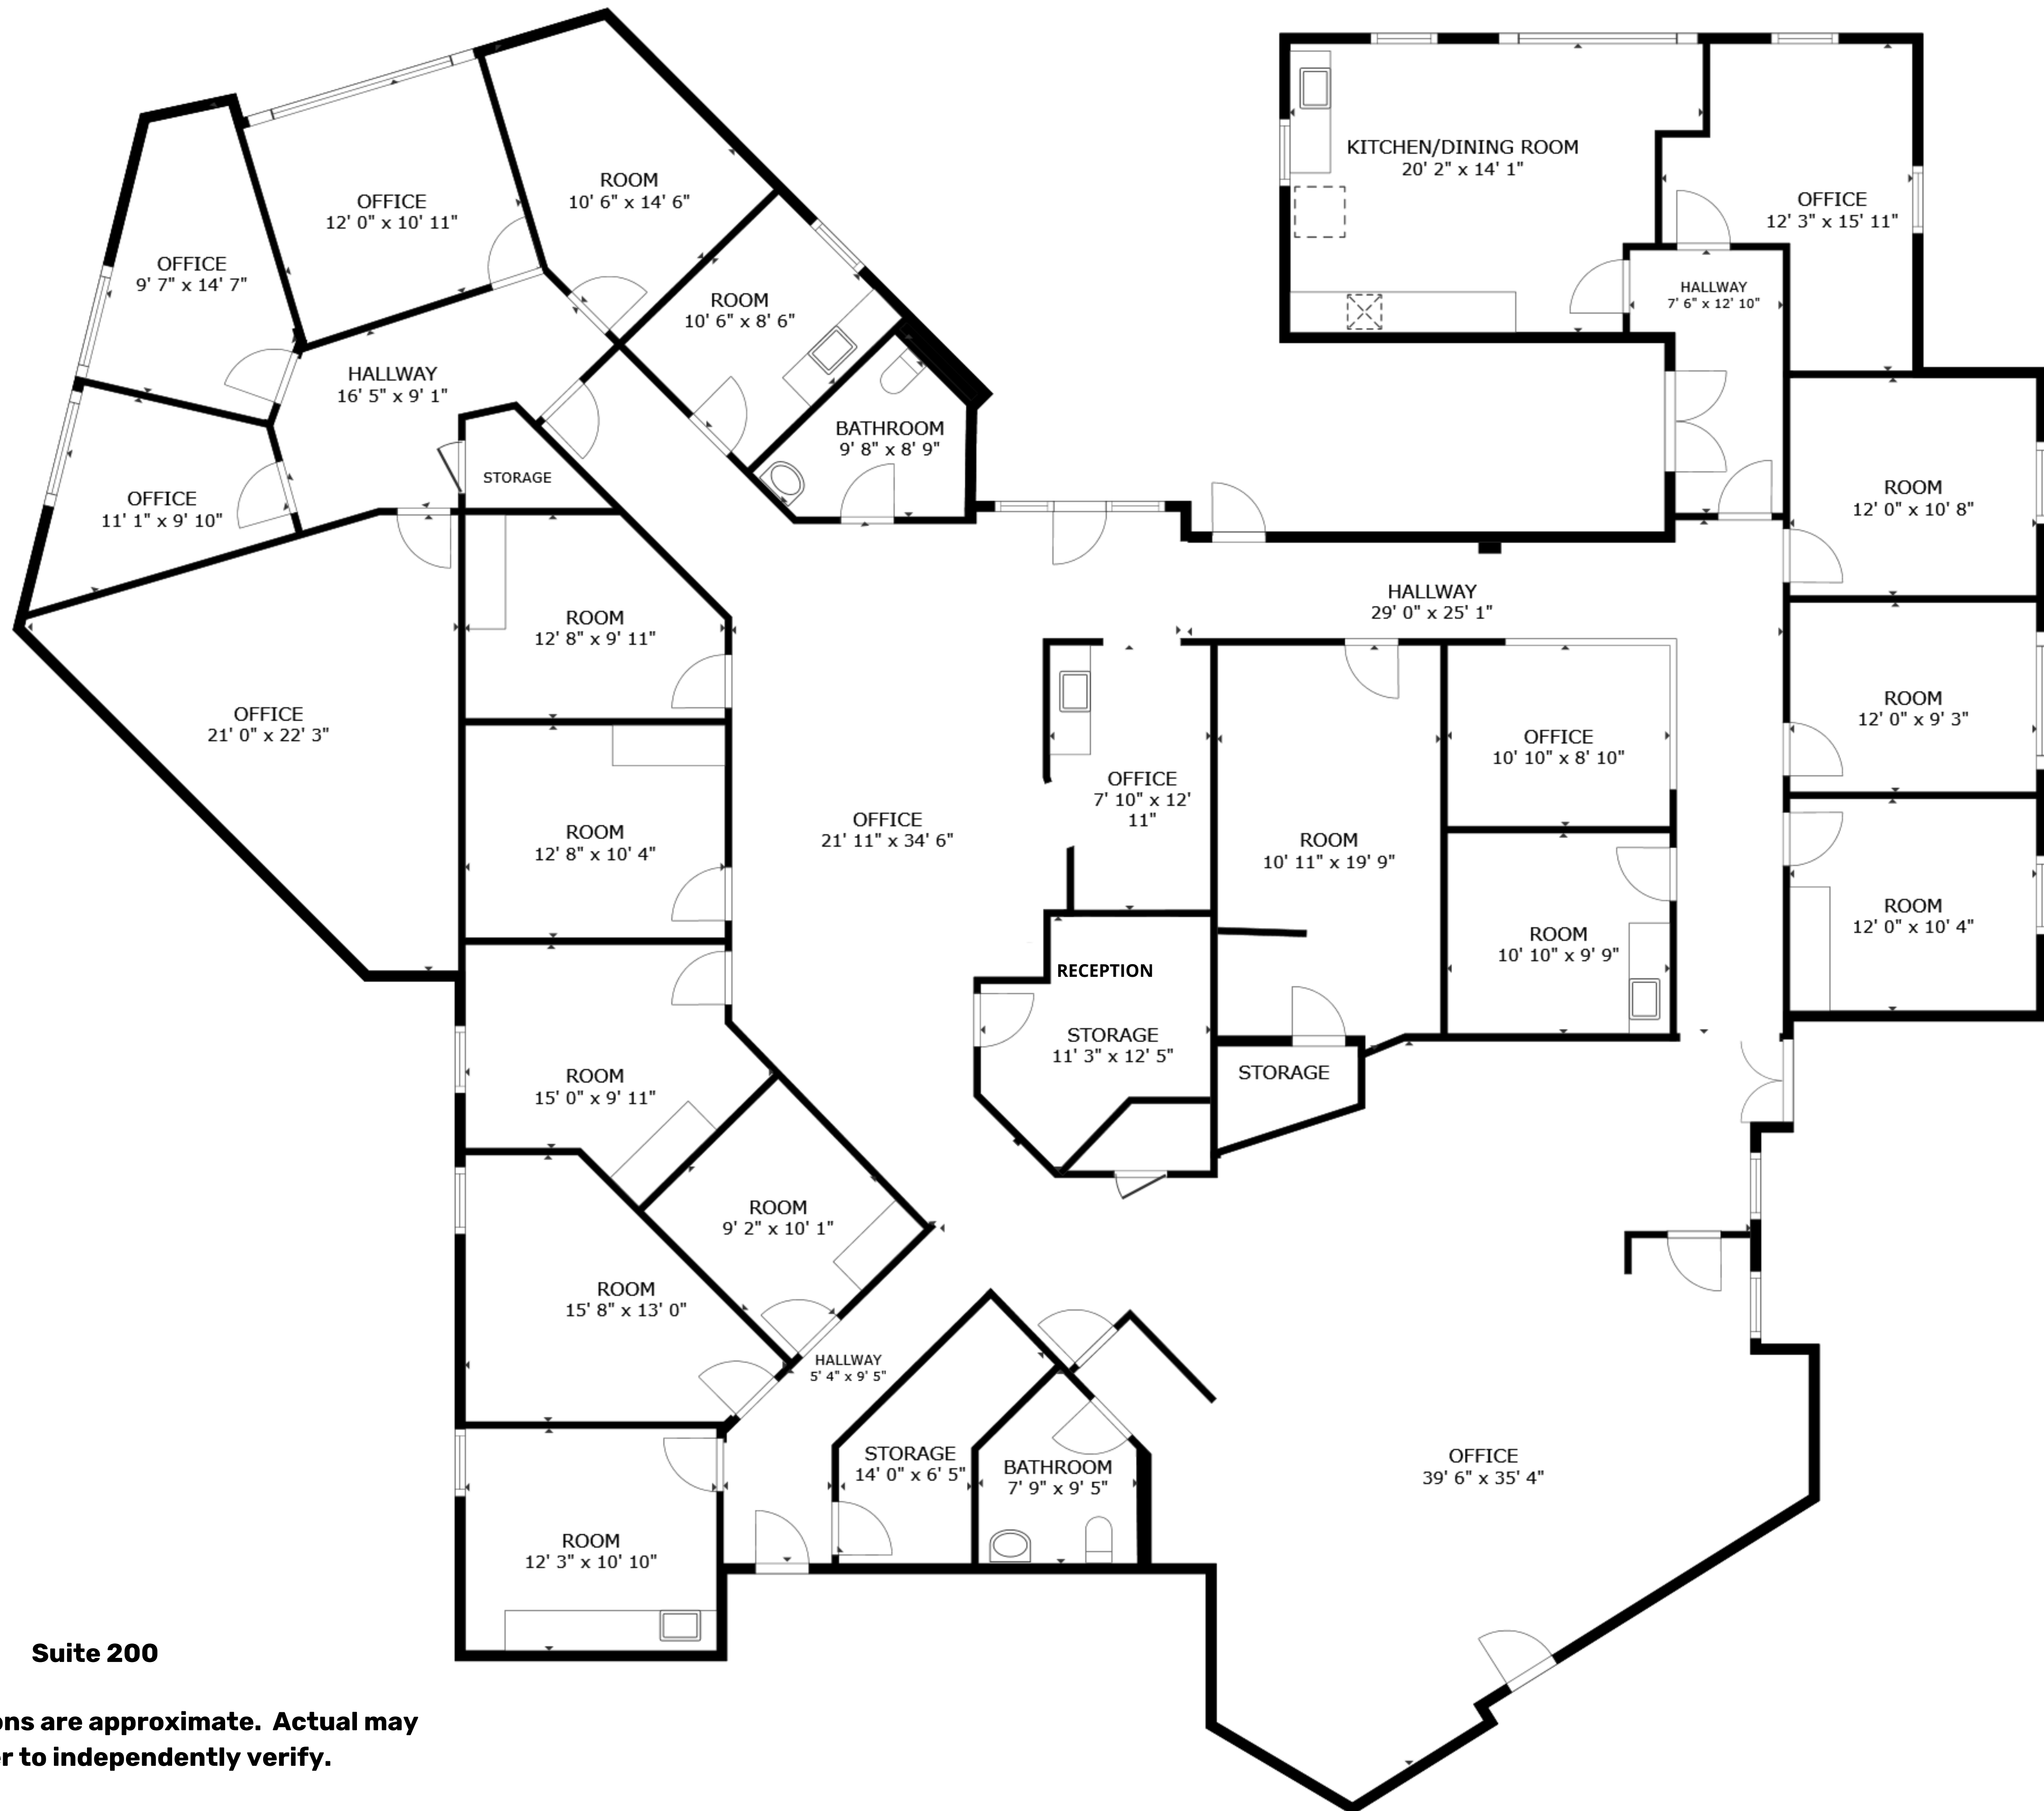 KITCHEN/DINING ROOM
20' 2" x 14' 1"
ROOM
10' 6" x 14' 6"
OFFICE
12' 0" x 10' 11"
OFFICE
12' 3" x 15' 11"
OFFICE
9' 7" x 14' 7"
HALLWAY
7' 6" x 12' 10"
ROOM
10' 6" x 8' 6"
HALLWAY
16' 5" x 9' 1"
BATHROOM
9' 8" x 8' 9"
STORAGE
ROOM
12' 0" x 10' 8"
OFFICE
11' 1" x 9' 10"
HALLWAY
29' 0" x 25' 1"
ROOM
12' 8" x 9' 11"
ROOM
12' 0" x 9' 3"
OFFICE
21' 0" x 22' 3"
OFFICE
10' 10" x 8' 10"
OFFICE
7' 10" x 12'
11"
OFFICE
21' 11" x 34' 6"
ROOM
12' 8" x 10' 4"
ROOM
10' 11" x 19' 9"
ROOM
12' 0" x 10' 4"
ROOM
10' 10" x 9' 9"
RECEPTION
STORAGE
11' 3" x 12' 5"
STORAGE
ROOM
15' 0" x 9' 11"
ROOM
9' 2" x 10' 1"
ROOM
15' 8" x 13' 0"
HALLWAY
5' 4" x 9' 5"
STORAGE
14' 0" x 6' 5"
BATHROOM
7' 9" x 9' 5"
OFFICE
39' 6" x 35' 4"
ROOM
12' 3" x 10' 10"
Suite 200
are approximate. Actual may
to independently verify.